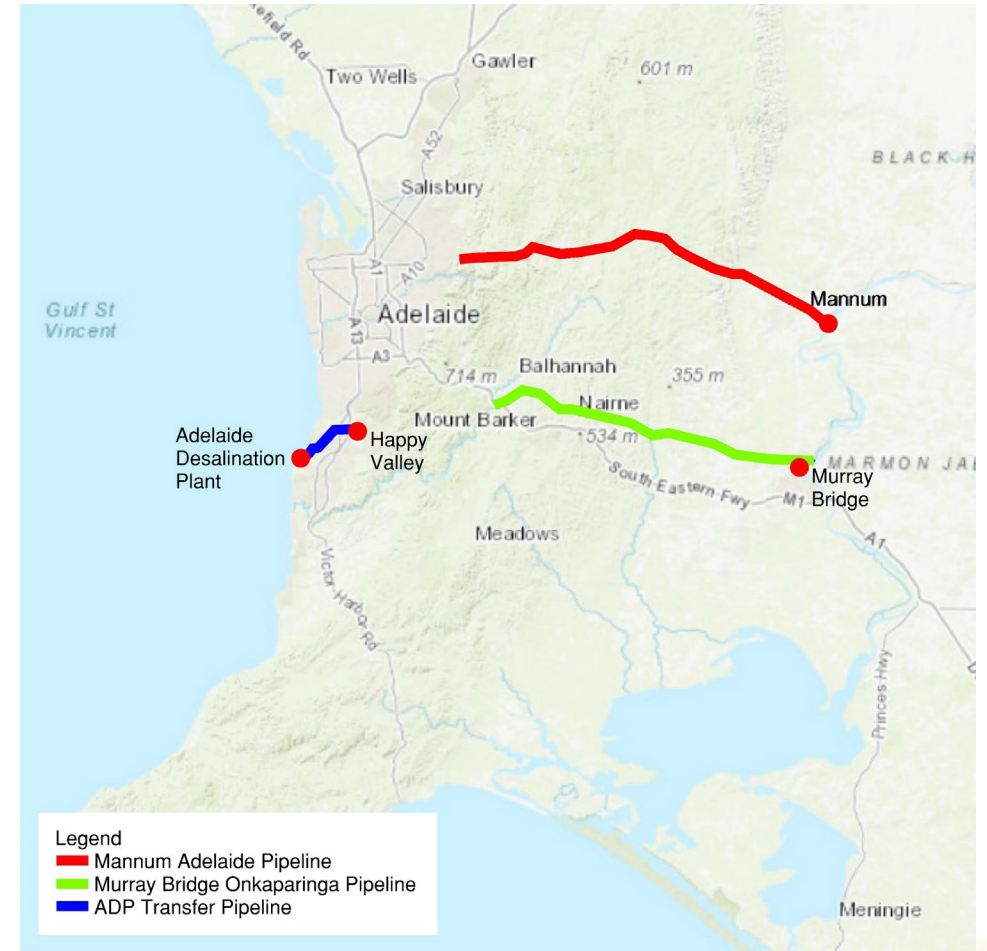 Gawler
Two Wells
601 m
A52
BLACK H
Salisbury
A1
A10
Gulf St
Vincent
Mannum
Adelaide
A13
A3
714 m
Balhannah
355 m
Nairne
Mount Barker
534 m
Adelaide
Desalination
Plant
Happy
Valley
MARMON JA
Murray
Bridge
South-Eastern-Fwy
M1
A1
Meadows
Victor-Harbor-Rd
Princes Hwy
Meningie
Legend
Mannum Adelaide Pipeline
Murray Bridge Onkaparinga Pipeline
ADP Transfer Pipeline